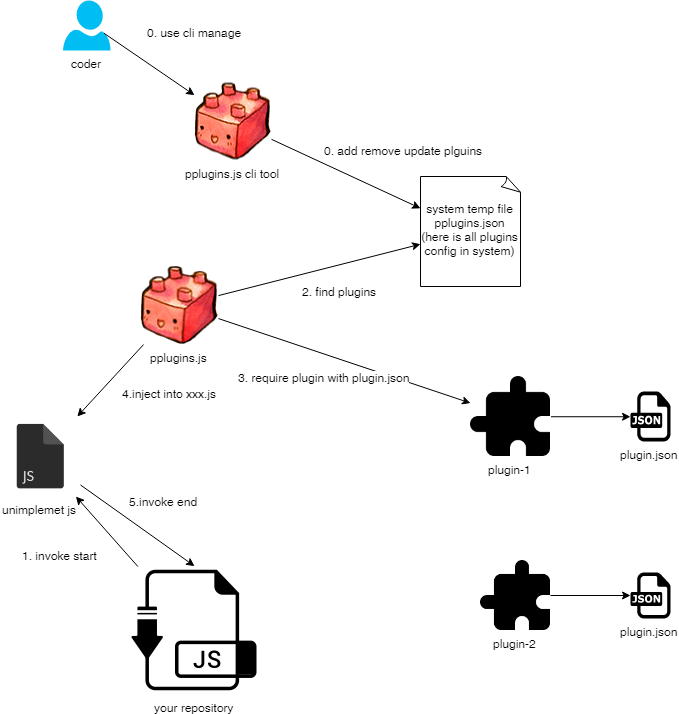 0. use cli manage
coder
pplugins.js cli tool
0. add remove update plguins
system temp file
pplugins.json
(here is all plugins
config in system)
2. find plugins
pplugins.js
3. require plugin with plugin.json
4.inject into xxx.js
JSON
plugin-1
plugin.json
JS
unimplemet js
5.invoke end
1. invoke start
JSON
plugin-2
plugin.json
JS
your repository